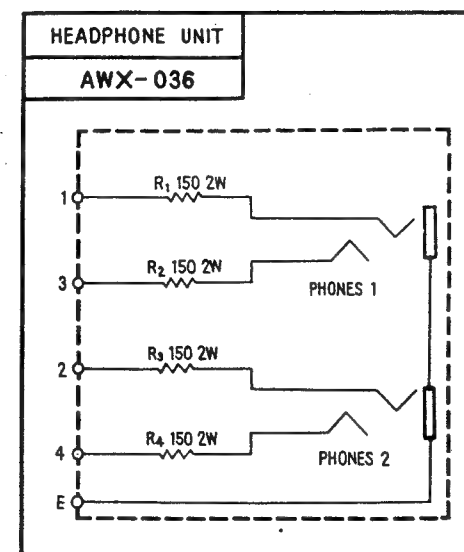 HEADPHONE UNIT
AWX-036
1
R₁ 150 2W
3
R₂ 150 2W
PHONES 1
2
R₃ 150 2W
4
R₄ 150 2W
PHONES 2
E